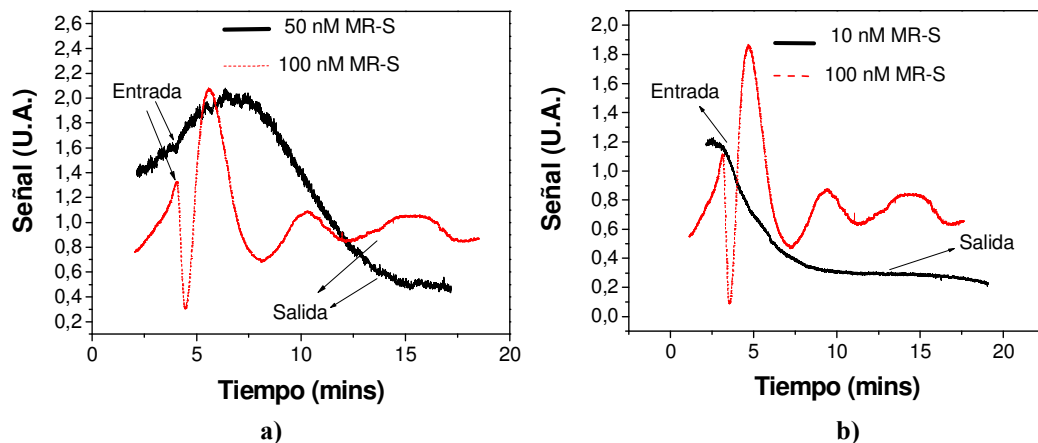 2,6
2,4
2,2
2,0
1,8
1,6
1,4
1,2
1,0
0,8
0,6
0,4
0,2
Señal (U.A.)
50 nM MR-S
100 nM MR-S
Entrada
Salida
0
5
10
15
20
Tiempo (mins)
a)
2,0
1,8
1,6
1,4
1,2
1,0
0,8
0,6
0,4
0,2
0,0
Señal (U.A.)
10 nM MR-S
100 nM MR-S
Entrada
Salida
0
5
10
15
20
Tiempo (mins)
b)